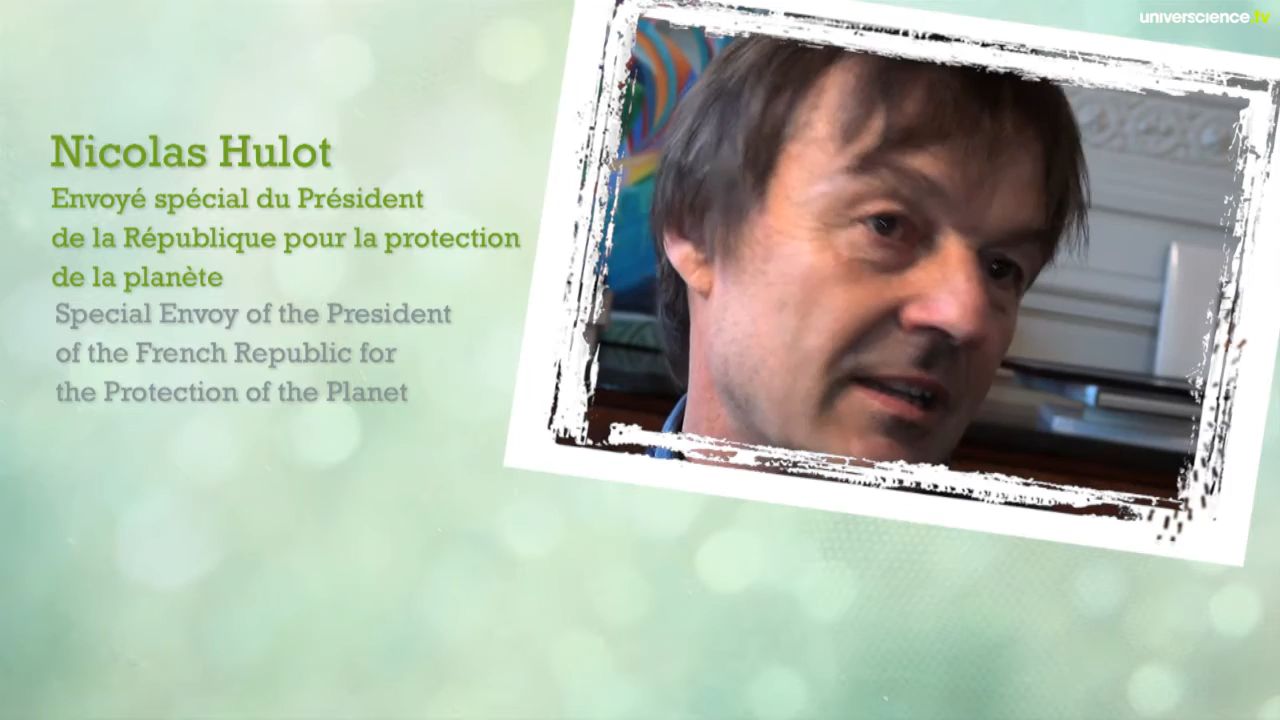 universcience.tv
Nicolas Hulot
Envoyé spécial du Président
de la République pour la protection
de la planète
Special Envoy of the President
of the French Republic for
the Protection of the Planet